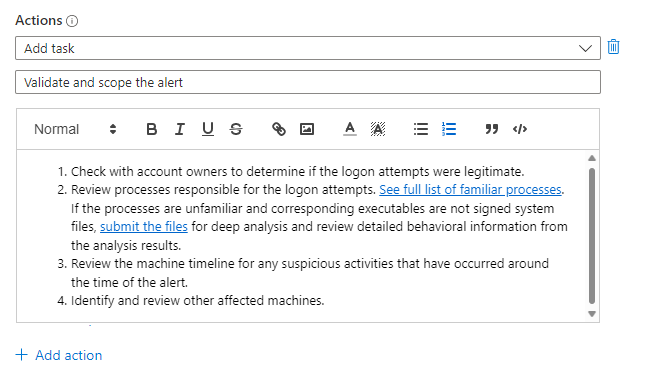 Actions
Add task
Validate and scope the alert
Normal
B I U S A A
1. Check with account owners to determine if the logon attempts were legitimate.
2. Review processes responsible for the logon attempts. See full list of familiar processes.
If the processes are unfamiliar and corresponding executables are not signed system
files, submit the files for deep analysis and review detailed behavioral information from
the analysis results.
3. Review the machine timeline for any suspicious activities that have occurred around
the time of the alert.
4. Identify and review other affected machines.
+ Add action